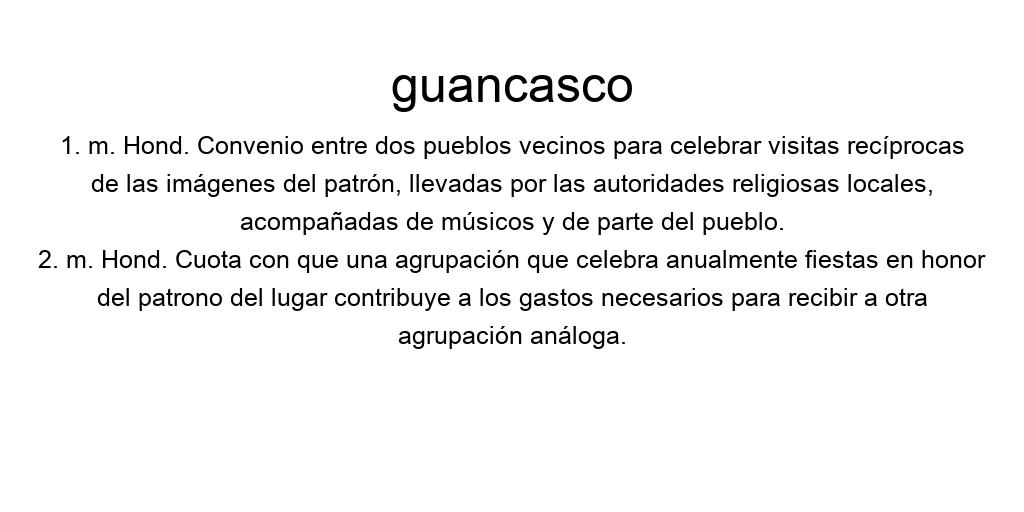 guancasco
1. m. Hond. Convenio entre dos pueblos vecinos para celebrar visitas recíprocas
de las imágenes del patrón, llevadas por las autoridades religiosas locales,
acompañadas de músicos y de parte del pueblo.
2. m. Hond. Cuota con que una agrupación que celebra anualmente fiestas en honor
del patrono del lugar contribuye a los gastos necesarios para recibir a otra
agrupación análoga.